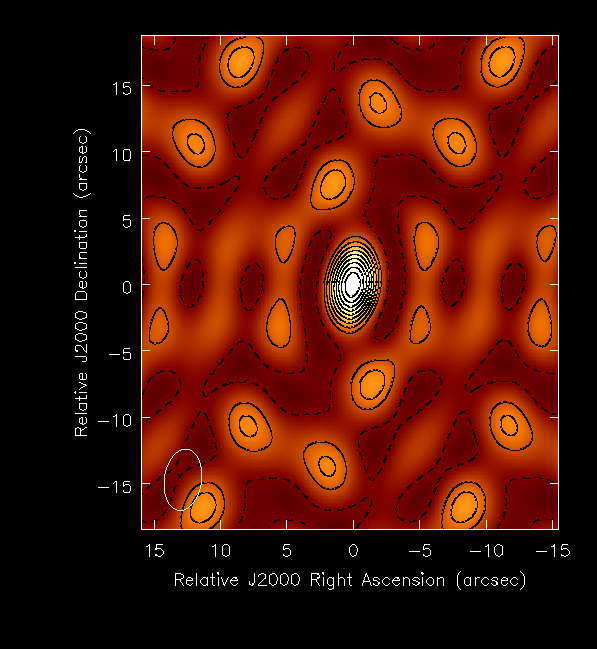 15
10
5
0
−5
−10
−15
Relative J2000 Declination (arcsec)
15 10 5 0 −5 −10 −15
Relative J2000 Right Ascension (arcsec)